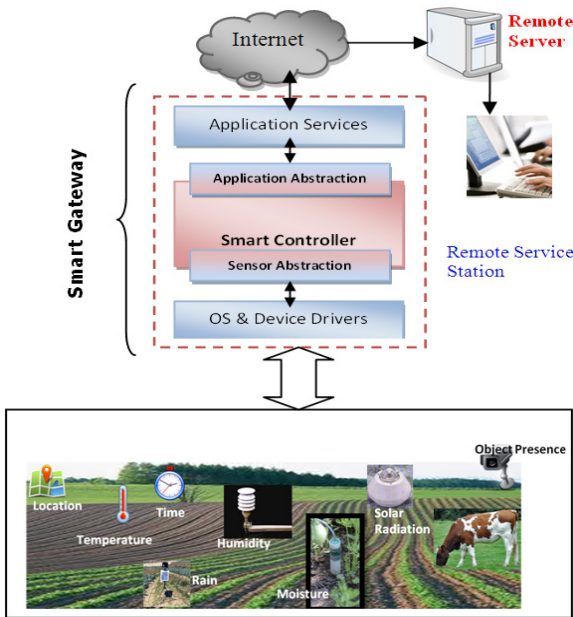 Internet
Remote
Server
Application Services
Application Abstraction
Smart Controller
Sensor Abstraction
OS & Device Drivers
Smart Gateway
Remote Service
Station
Object Presence
Location
Time
Temperature
Humidity
Solar
Radiation
Rain
Moisture